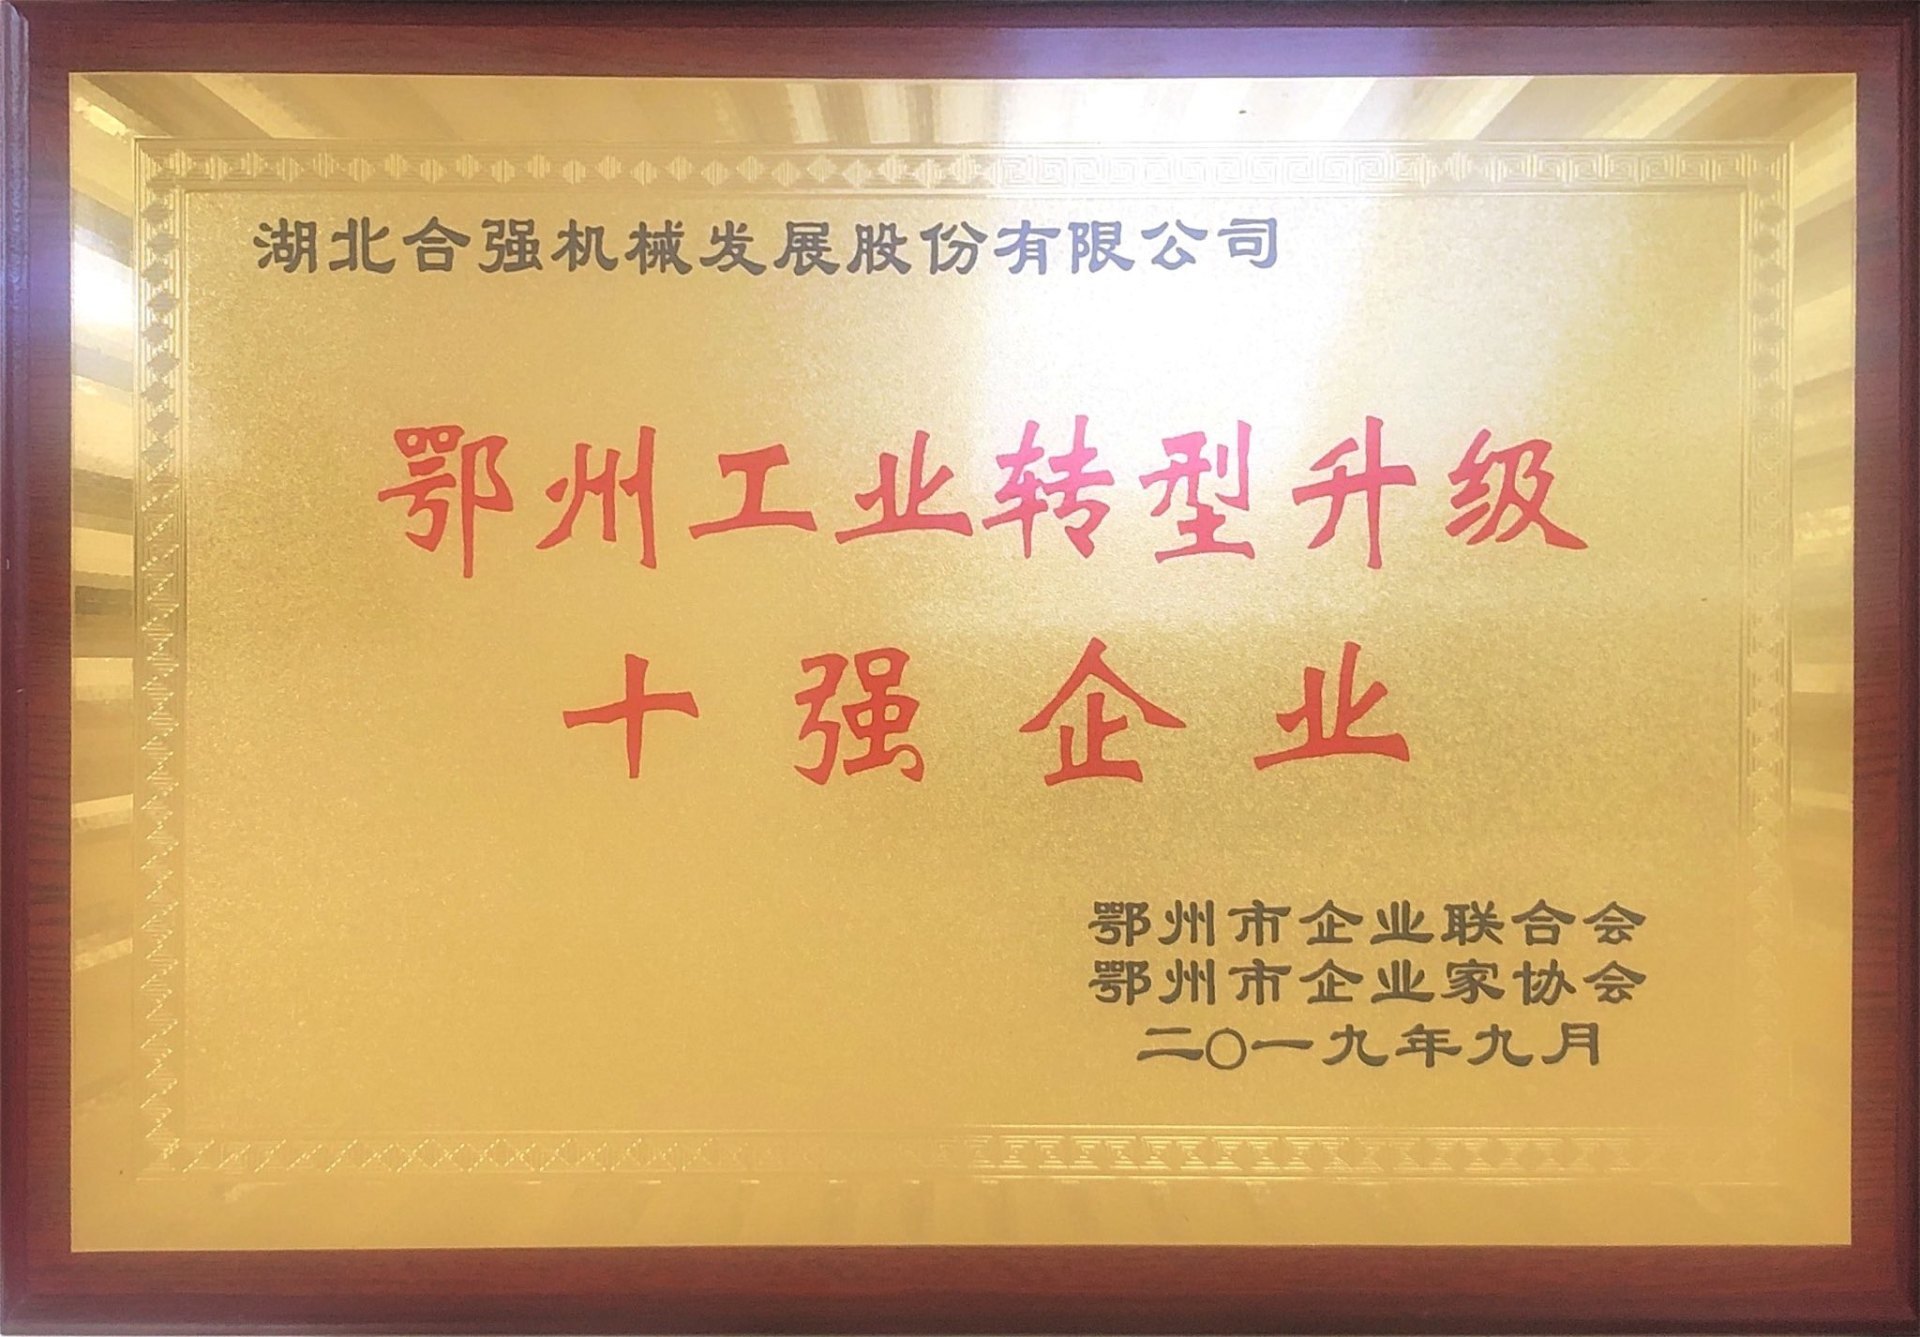 湖北合强机械发展股份有限公司
鄂州工业转型升级
十强企业
鄂州市企业联合会
鄂州市企业家协会
二〇一九年九月